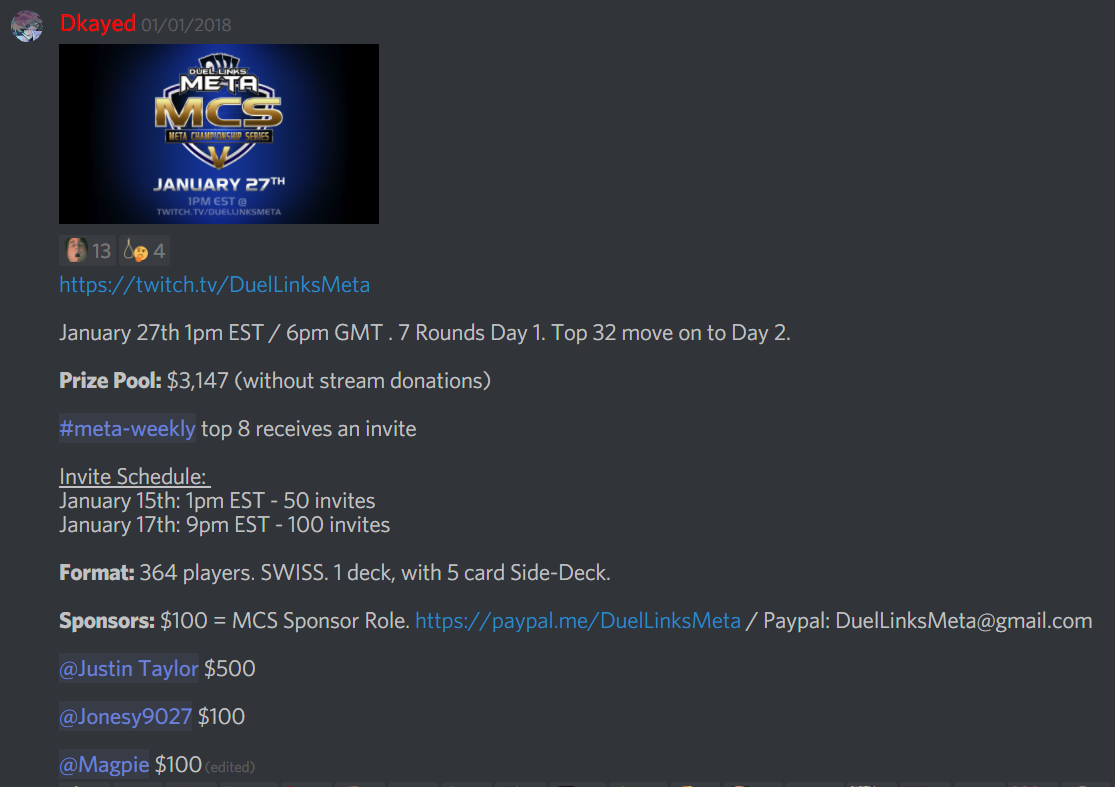 Dkayed 01/01/2018
DUEL LINKS
META
MCS
META CHAMPIONSHIP SERIES
V
JANUARY 27TH
1PM EST @
TWITCH.TV/DUELLINKSMETA
13 4
https://twitch.tv/DuelLinksMeta
January 27th 1pm EST / 6pm GMT . 7 Rounds Day 1. Top 32 move on to Day 2.
Prize Pool: $3,147 (without stream donations)
#meta-weekly top 8 receives an invite
Invite Schedule:
January 15th: 1pm EST - 50 invites
January 17th: 9pm EST - 100 invites
Format: 364 players. SWISS. 1 deck, with 5 card Side-Deck.
Sponsors: $100 = MCS Sponsor Role. https://paypal.me/DuelLinksMeta / Paypal: DuelLinksMeta@gmail.com
@Justin Taylor $500
@Jonesy9027 $100
@Magpie $100 (edited)